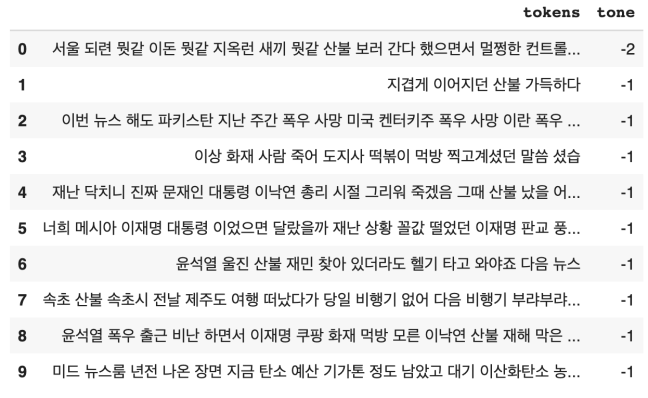 tokens tone
0 서울 되련 뭣같 이돈 뭣같 지옥런 새끼 뭣같 산불 보러 간다 했으면서 멀쩡한 컨트롤... -2
1 지겹게 이어지던 산불 가득하다 -1
2 이번 뉴스 해도 파키스탄 지난 주간 폭우 사망 미국 켄터키주 폭우 사망 이란 폭우 ... -1
3 이상 화재 사람 죽어 도지사 떡볶이 먹방 찍고계셨던 말씀 셨습 -1
4 재난 닥치니 진짜 문재인 대통령 이낙연 총리 시절 그리워 죽겠음 그때 산불 났을 어... -1
5 너희 메시아 이재명 대통령 이었으면 달랐을까 재난 상황 꼴값 떨었던 이재명 판교 풍... -1
6 윤석열 울진 산불 재민 찾아 있더라도 헬기 타고 와야죠 다음 뉴스 -1
7 속초 산불 속초시 전날 제주도 여행 떠났다가 당일 비행기 없어 다음 비행기 부랴부랴... -1
8 윤석열 폭우 출근 비난 하면서 이재명 쿠팡 화재 먹방 모른 이낙연 산불 재해 막은 ... -1
9 미드 뉴스룸 년전 나온 장면 지금 탄소 예산 기가톤 정도 남았고 대기 이산화탄소 농... -1